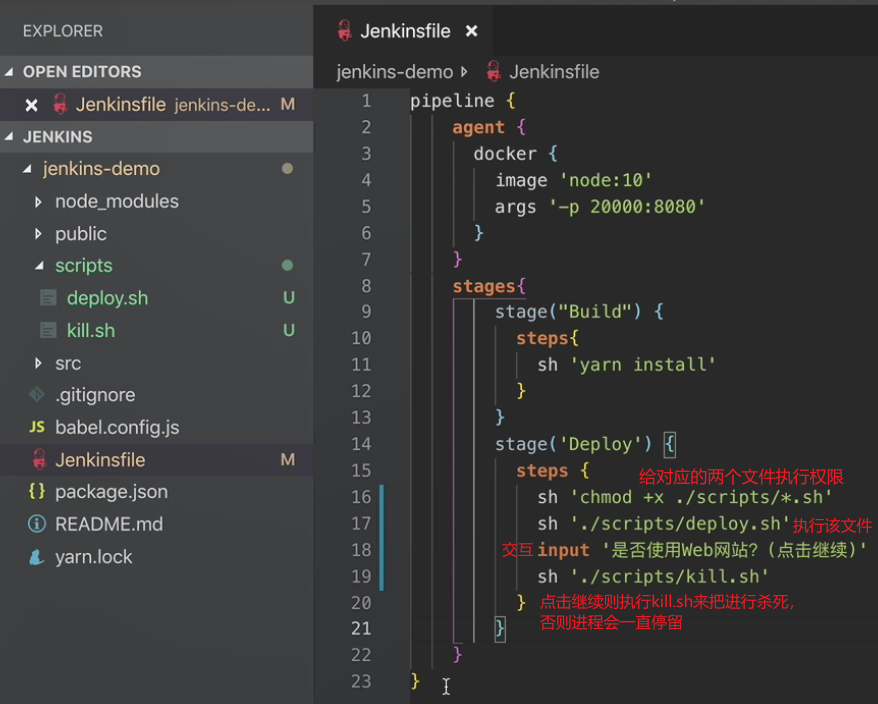 EXPLORER
OPEN EDITORS
Jenkinsfile jenkins-de... M
JENKINS
jenkins-demo
node_modules
public
scripts
deploy.sh U
kill.sh U
src
.gitignore
JS babel.config.js
Jenkinsfile M
{} package.json
README.md
yarn.lock
Jenkinsfile
jenkins-demo Jenkinsfile
1 pipeline {
2 agent {
3 docker {
4 image 'node:10'
5 args '-p 20000:8080'
6 }
7 }
8 stages{
9 stage("Build") {
10 steps{
11 sh 'yarn install'
12 }
13 }
14 stage('Deploy') {
15 steps {
给对应的两个文件执行权限
16 sh 'chmod +x ./scripts/*.sh'
17 sh './scripts/deploy.sh' 执行该文件
18 交互 input '是否使用Web网站?(点击继续)'
19 sh './scripts/kill.sh'
20 } 点击继续则执行kill.sh来把进行杀死,
否则进程会一直停留
21 }
22 }
23 }